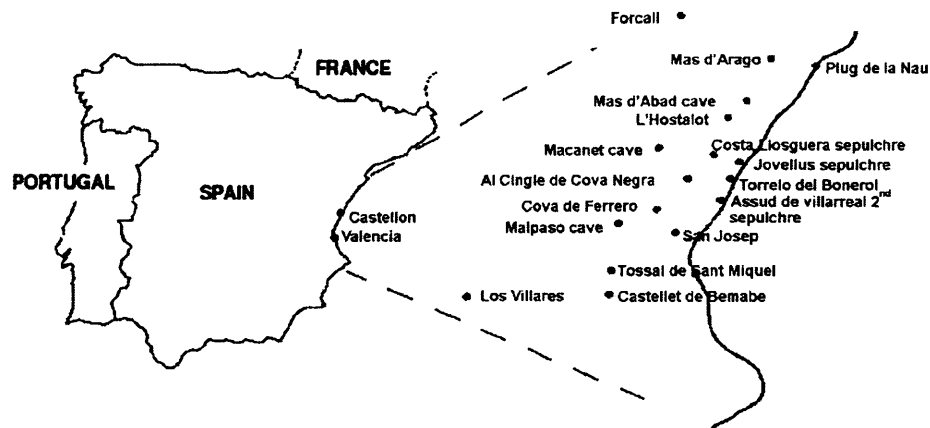 Forcall
FRANCE
Mas d'Arago
Plug de la Nau
Mas d'Abad cave
L'Hostalot
Costa Llosguera sepulchre
Macanet cave
Jovellus sepulchre
PORTUGAL
SPAIN
Al Cingle de Cova Negra
Torrelo del Bonerol
Assud de villarreal 2nd
sepulchre
Castellon
Cova de Ferrero
Valencia
Malpaso cave
San Josep
Tossal de Sant Miquel
Los Villares
Castellet de Bemabe